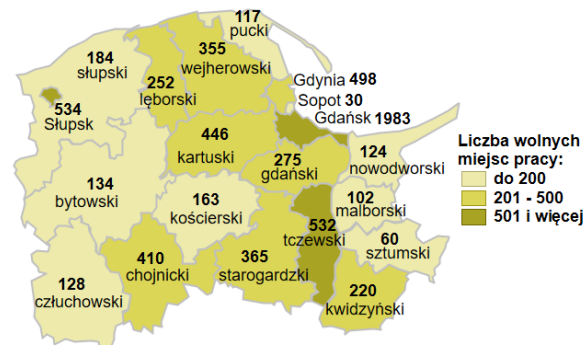 117
pucki
184
słupski
355
wejherowski
252
lęborski
Gdynia 498
Sopot 30
Gdańsk 1983
534
Słupsk
446
kartuski
275
gdański
124
nowodworski
Liczba wolnych
miejsc pracy:
do 200
201 - 500
501 i więcej
134
bytowski
163
kościerski
102
malborski
532
tczewski
60
sztumski
410
chojnicki
365
starogardzki
128
człuchowski
220
kwidzyński